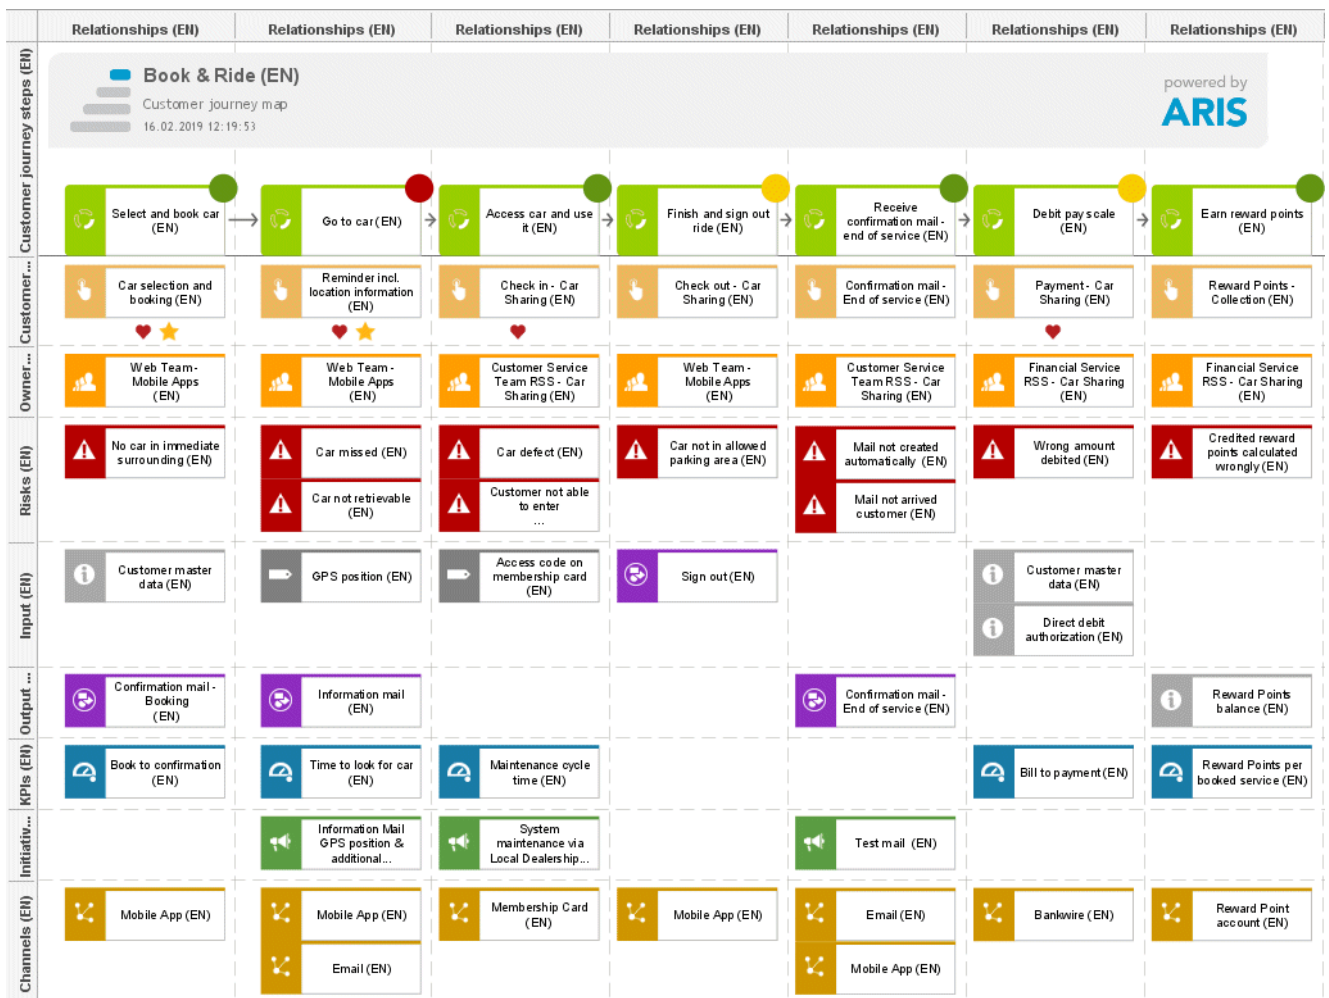 Relationships (EN)
Relationships (EN)
Relationships (EN)
Relationships (EN)
Relationships (EN)
Relationships (EN)
Relationships (EN)
Customer journey steps (EN)
Book & Ride (EN)
Customer journey map
16.02.2019 12:19:53
powered by
ARIS
Select and book car
(EN)
Go to car (EN)
Access car and use
it (EN)
Finish and sign out
ride (EN)
Receive
confirmation mail -
end of service (EN)
Debit pay scale
(EN)
Earn reward points
(EN)
Customer...
Car selection and
booking (EN)
Reminder incl.
location information
(EN)
Check in - Car
Sharing (EN)
Check out - Car
Sharing (EN)
Confirmation mail -
End of service (EN)
Payment - Car
Sharing (EN)
Reward Points -
Collection (EN)
Owner...
Web Team -
Mobile Apps
(EN)
Web Team -
Mobile Apps
(EN)
Customer Service
Team RSS - Car
Sharing (EN)
Web Team -
Mobile Apps
(EN)
Customer Service
Team RSS - Car
Sharing (EN)
Financial Service
RSS - Car Sharing
(EN)
Financial Service
RSS - Car Sharing
(EN)
Risks (EN)
No car in immediate
surrounding (EN)
Car missed (EN)
Car not retrievable
(EN)
Car defect (EN)
Customer not able
to enter
...
Car not in allowed
parking area (EN)
Mail not created
automatically (EN)
Mail not arrived
customer (EN)
Wrong amount
debited (EN)
Credited reward
points calculated
wrongly (EN)
Input (EN)
Customer master
data (EN)
GPS position (EN)
Access code on
membership card
(EN)
Sign out (EN)
Customer master
data (EN)
Direct debit
authorization (EN)
Output ...
Confirmation mail -
Booking
(EN)
Information mail
(EN)
Confirmation mail -
End of service (EN)
Reward Points
balance (EN)
KPIs (EN)
Book to confirmation
(EN)
Time to look for car
(EN)
Maintenance cycle
time (EN)
Bill to payment (EN)
Reward Points per
booked service (EN)
Initiativ...
Information Mail
GPS position &
additional...
System
maintenance via
Local Dealership...
Test mail (EN)
Channels (EN)
Mobile App (EN)
Mobile App (EN)
Email (EN)
Membership Card
(EN)
Mobile App (EN)
Email (EN)
Mobile App (EN)
Bankwire (EN)
Reward Point
account (EN)